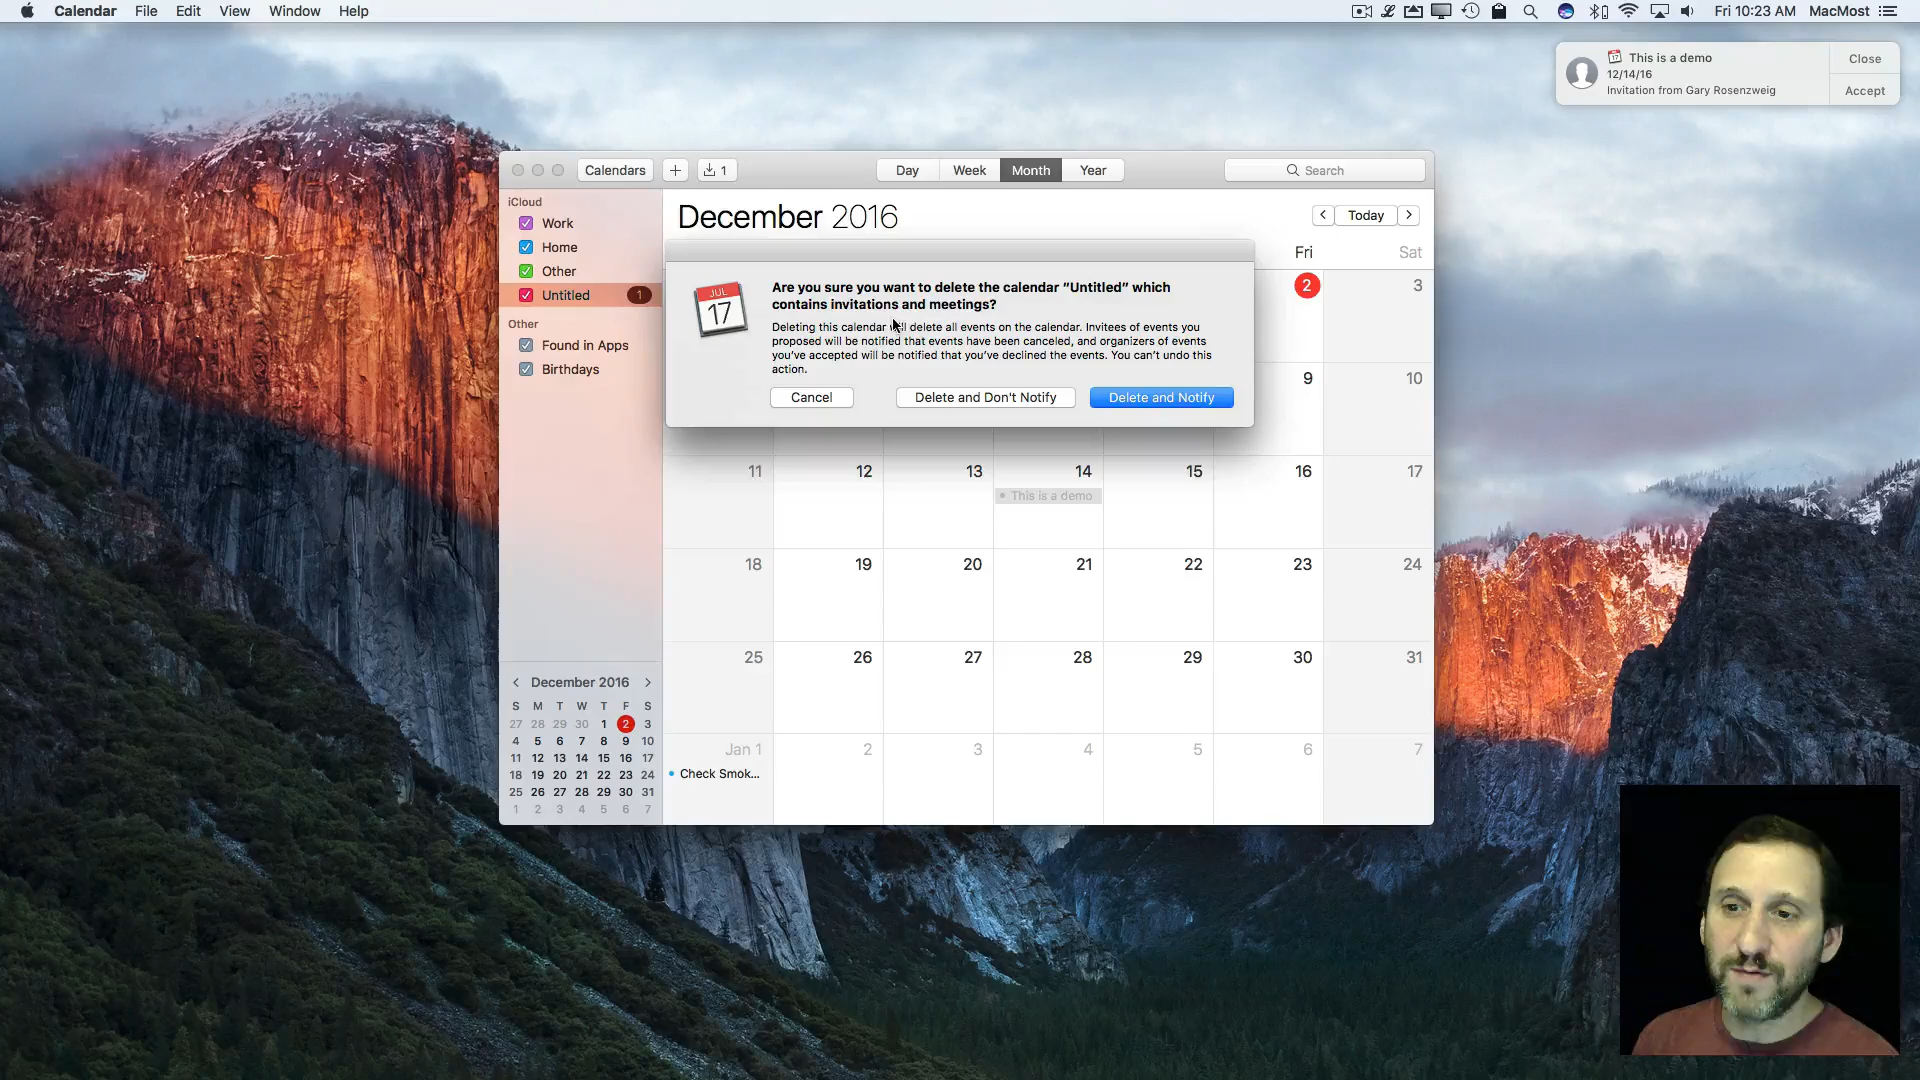 Calendar File Edit View Window Help
Fri 10:23 AM MacMost
This is a demo
12/14/16
Invitation from Gary Rosenzweig
Close
Accept
Calendars + 1 Day Week Month Year Search
iCloud
Work
Home
Other
Untitled 1
Other
Found in Apps
Birthdays
December 2016
< Today >
Fri Sat
JUL
17
Are you sure you want to delete the calendar “Untitled” which
contains invitations and meetings?
Deleting this calendar will delete all events on the calendar. Invitees of events you
proposed will be notified that events have been canceled, and organizers of events
you’ve accepted will be notified that you’ve declined the events. You can’t undo this
action.
Cancel Delete and Don't Notify Delete and Notify
2 3
9 10
11 12 13 14 15 16 17
This is a demo
18 19 20 21 22 23 24
25 26 27 28 29 30 31
Jan 1 2 3 4 5 6 7
Check Smok...
< December 2016 >
S M T W T F S
27 28 29 30 1 2 3
4 5 6 7 8 9 10
11 12 13 14 15 16 17
18 19 20 21 22 23 24
25 26 27 28 29 30 31
1 2 3 4 5 6 7